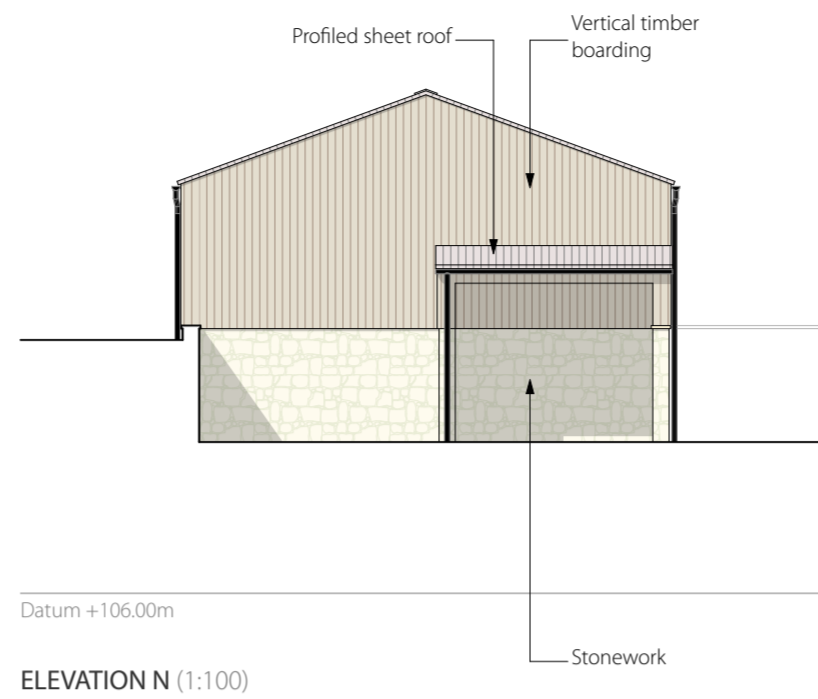 Vertical timber
boarding
Profiled sheet roof
Datum +106.00m
Stonework
ELEVATION N (1:100)